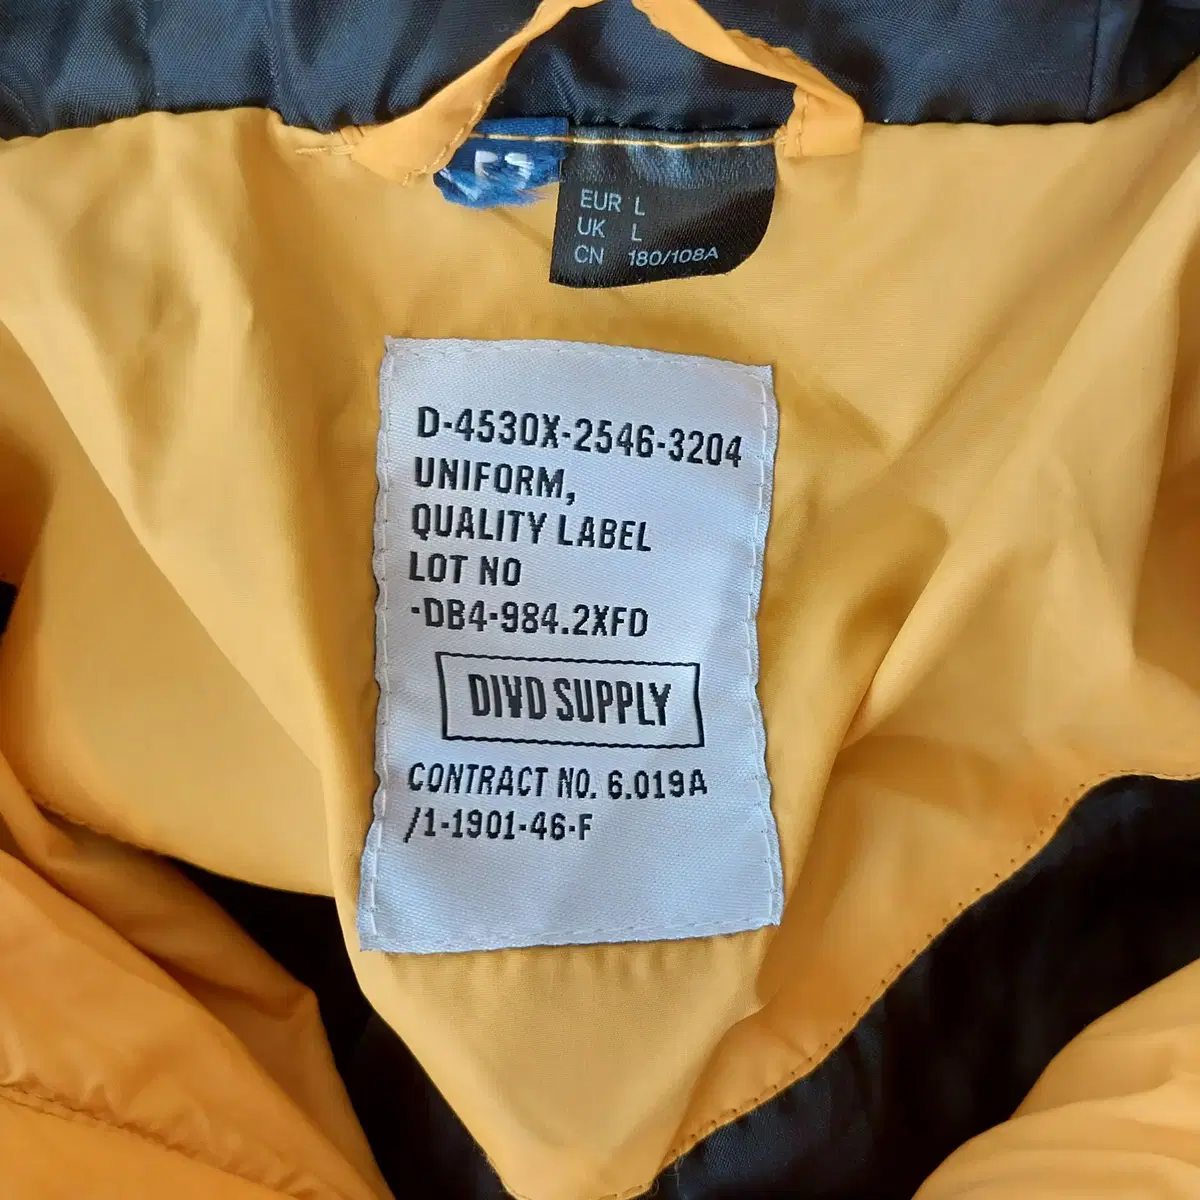 EUR L
UK L
CN 180/108A
D-4530X-2546-3204
UNIFORM,
QUALITY LABEL
LOT NO
-DB4-984.2XFD
DIVD SUPPLY
CONTRACT NO. 6.019A
/1-1901-46-F